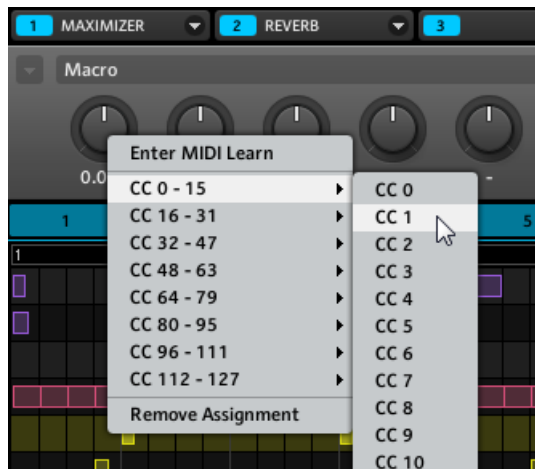 1 MAXIMIZER 2 REVERB 3
Macro
0.0 -
Enter MIDI Learn
CC 0 - 15
CC 16 - 31
CC 32 - 47
CC 48 - 63
CC 64 - 79
CC 80 - 95
CC 96 - 111
CC 112 - 127
Remove Assignment
CC 0
CC 1
CC 2
CC 3
CC 4
CC 5
CC 6
CC 7
CC 8
CC 9
CC 10
1 5
1